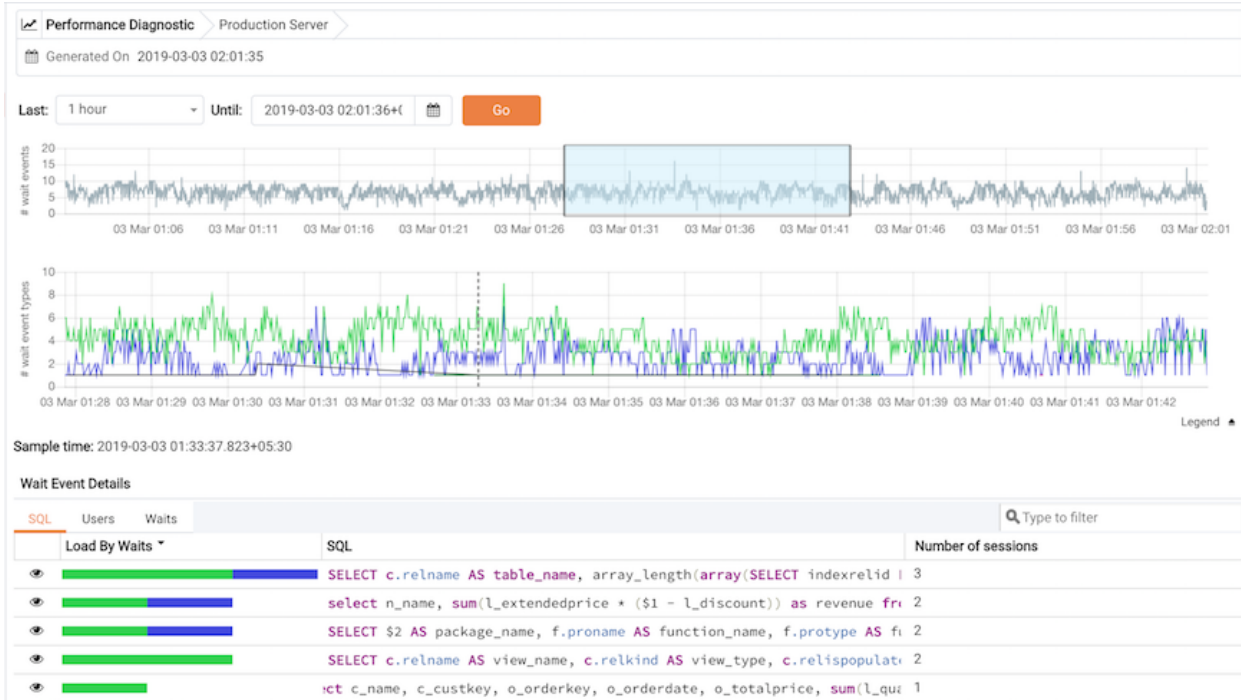 Performance Diagnostic Production Server
Generated On 2019-03-03 02:01:35
Last: 1 hour Until: 2019-03-03 02:01:36+0 Go
# wait events
20
15
10
5
0
03 Mar 01:06 03 Mar 01:11 03 Mar 01:16 03 Mar 01:21 03 Mar 01:26 03 Mar 01:31 03 Mar 01:36 03 Mar 01:41 03 Mar 01:46 03 Mar 01:51 03 Mar 01:56 03 Mar 02:01
# wait event types
10
8
6
4
2
0
03 Mar 01:28 03 Mar 01:29 03 Mar 01:30 03 Mar 01:31 03 Mar 01:32 03 Mar 01:33 03 Mar 01:34 03 Mar 01:35 03 Mar 01:36 03 Mar 01:37 03 Mar 01:38 03 Mar 01:39 03 Mar 01:40 03 Mar 01:41 03 Mar 01:42
Legend
Sample time: 2019-03-03 01:33:37.823+05:30
Wait Event Details
SQL Users Waits Type to filter
Load By Waits SQL Number of sessions
SELECT c.relname AS table_name, array_length(array(SELECT indexrelid 3
select n_name, sum(l_extendedprice * ($1 - l_discount)) as revenue 2
SELECT $2 AS package_name, f.proname AS function_name, f.protype AS 2
SELECT c.relname AS view_name, c.relkind AS view_type, c.relispopulat 2
ct c_name, c_custkey, o_orderkey, o_orderdate, o_totalprice, sum(l_qua 1